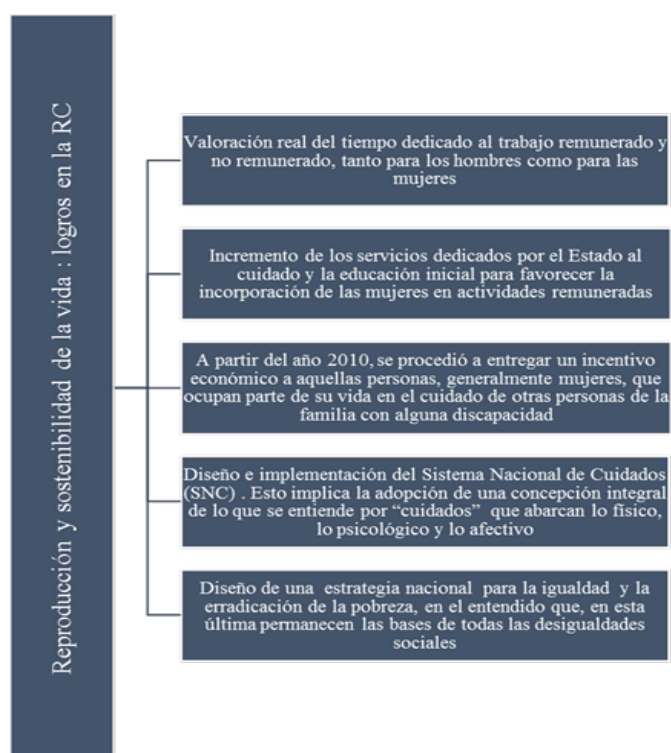 Reproducción y sostenibilidad de la vida : logros en la RC
Valoración real del tiempo dedicado al trabajo remunerado y
no remunerado, tanto para los hombres como para las
mujeres
Incremento de los servicios dedicados por el Estado al
cuidado y la educación inicial para favorecer la
incorporación de las mujeres en actividades remuneradas
A partir del año 2010, se procedió a entregar un incentivo
económico a aquellas personas, generalmente mujeres, que
ocupan parte de su vida en el cuidado de otras personas de la
familia con alguna discapacidad
Diseño e implementación del Sistema Nacional de Cuidados
(SNC) . Esto implica la adopción de una concepción integral
de lo que se entiende por “cuidados” que abarcan lo físico,
lo psicológico y lo afectivo
Diseño de una estrategia nacional para la igualdad y la
erradicación de la pobreza, en el entendido que, en esta
última permanecen las bases de todas las desigualdades
sociales